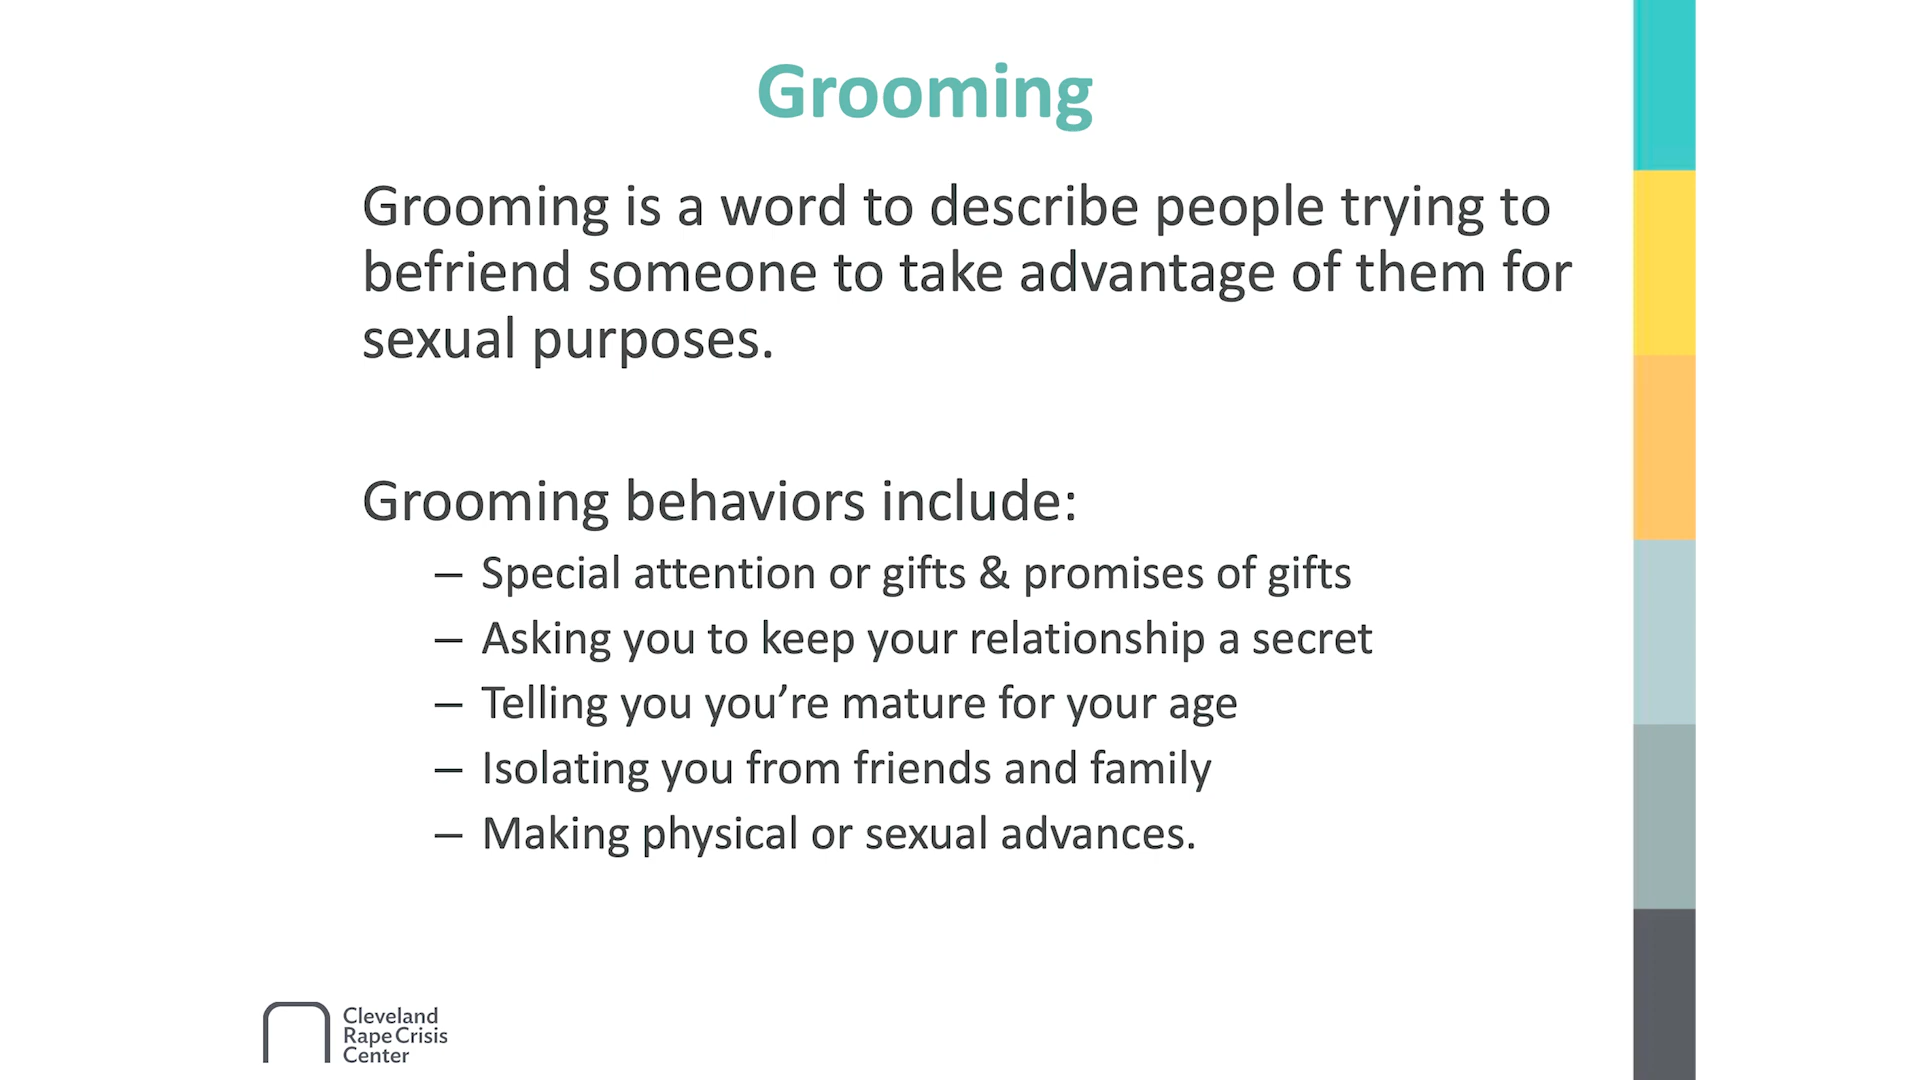 Grooming
Grooming is a word to describe people trying to
befriend someone to take advantage of them for
sexual purposes.
Grooming behaviors include:
– Special attention or gifts & promises of gifts
– Asking you to keep your relationship a secret
– Telling you you’re mature for your age
– Isolating you from friends and family
– Making physical or sexual advances.
Cleveland
Rape Crisis
Center